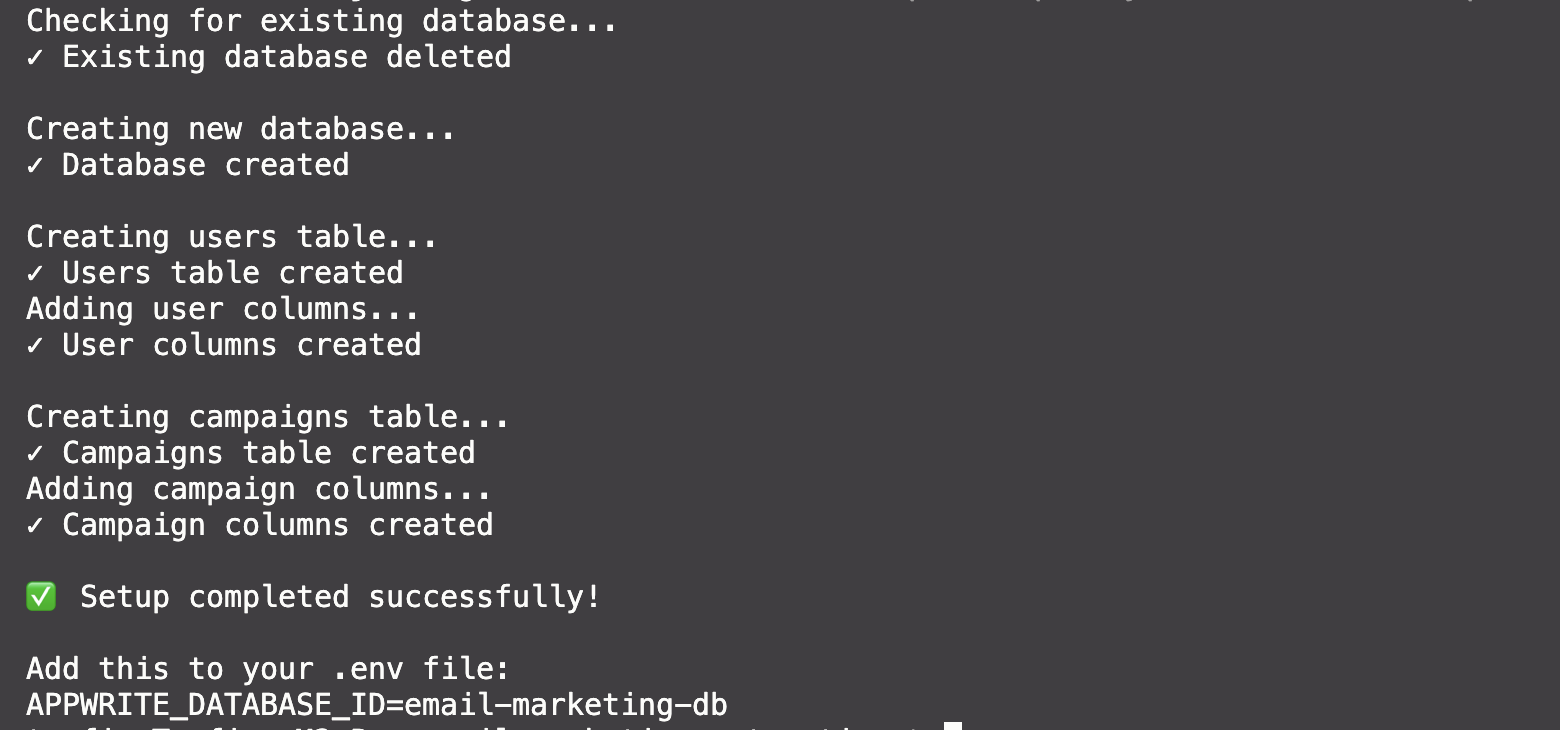 Checking for existing database...
✓ Existing database deleted
Creating new database...
✓ Database created
Creating users table...
✓ Users table created
Adding user columns...
✓ User columns created
Creating campaigns table...
✓ Campaigns table created
Adding campaign columns...
✓ Campaign columns created
✅ Setup completed successfully!
Add this to your .env file:
APPWRITE_DATABASE_ID=email-marketing-db